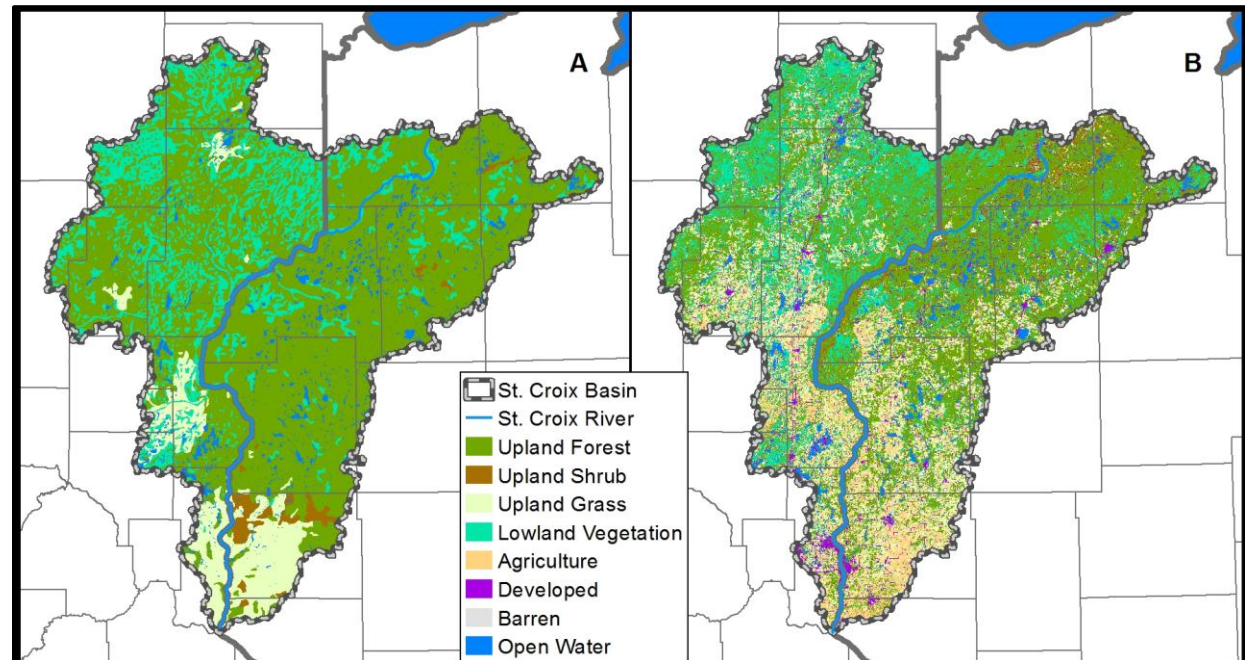 A
B
St. Croix Basin
St. Croix River
Upland Forest
Upland Shrub
Upland Grass
Lowland Vegetation
Agriculture
Developed
Barren
Open Water